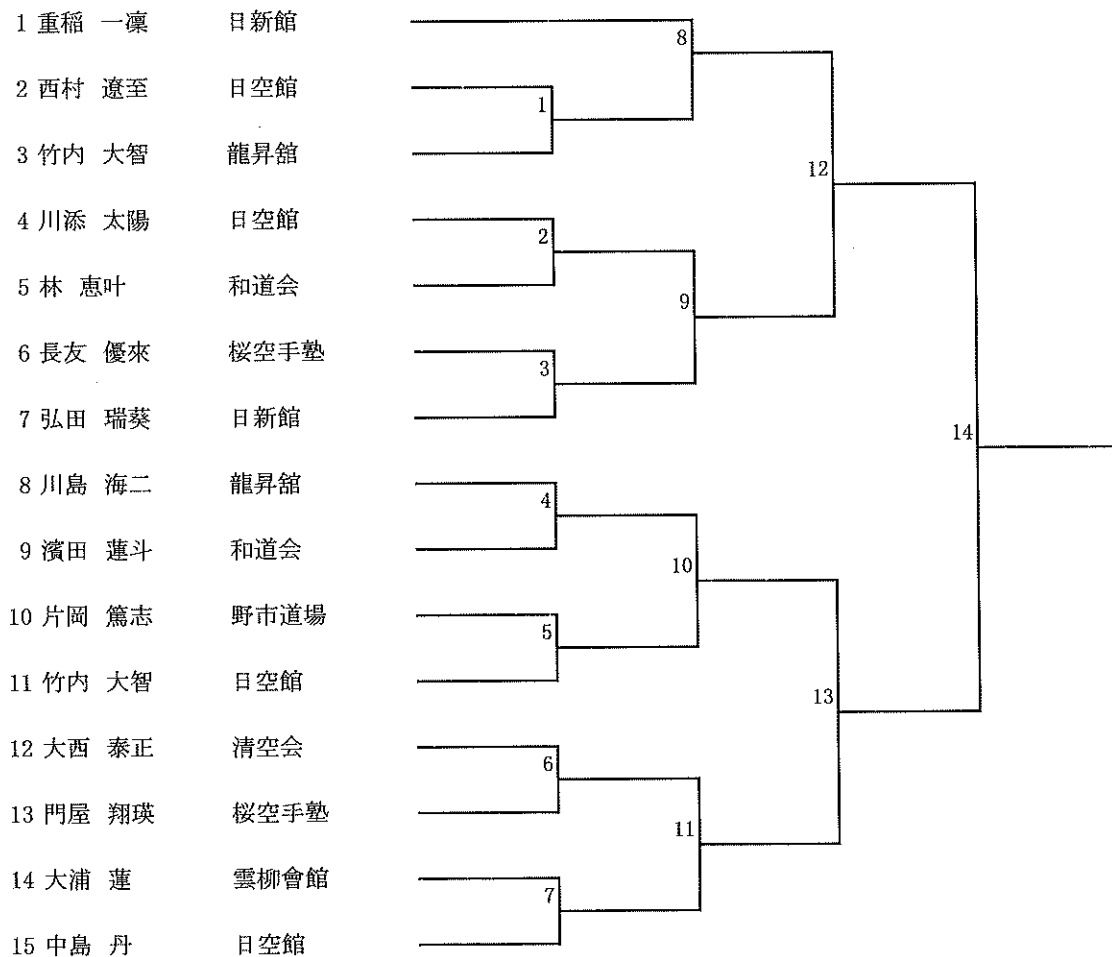 1 重稲 一凜 日新館
8
2 西村 遼至 日空館
1
3 竹内 大智 龍昇舘
12
4 川添 太陽 日空館
2
5 林 恵叶 和道会
9
6 長友 優來 桜空手塾
3
7 弘田 瑞葵 日新館
14
8 川島 海二 龍昇舘
4
9 濱田 蓮斗 和道会
10
10 片岡 篤志 野市道場
5
11 竹内 大智 日空館
13
12 大西 泰正 清空会
6
13 門屋 翔瑛 桜空手塾
11
14 大浦 蓮 雲柳會館
7
15 中島 丹 日空館